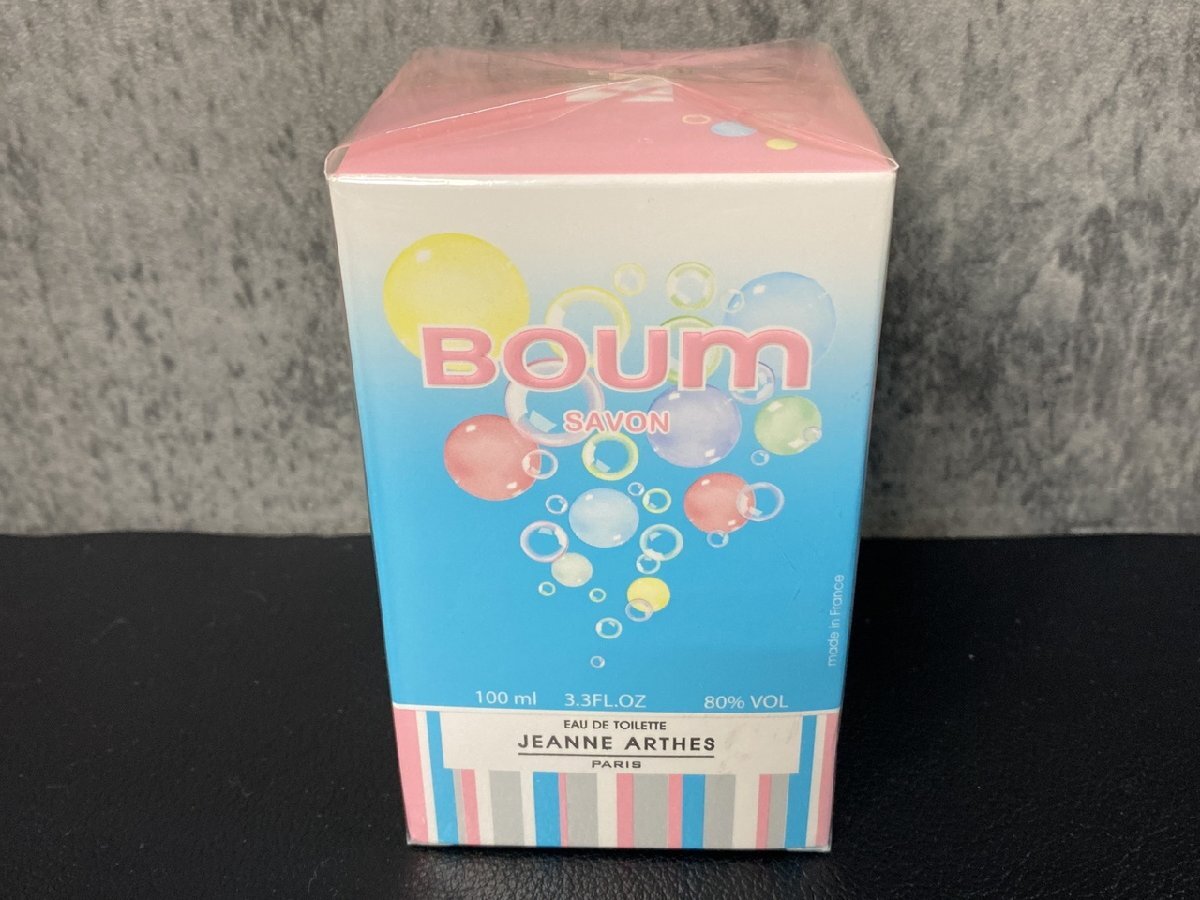 BOUM
SAVON
made in France
100 ml 3.3FL.OZ 80% VOL
EAU DE TOILETTE
JEANNE ARTHES
PARIS